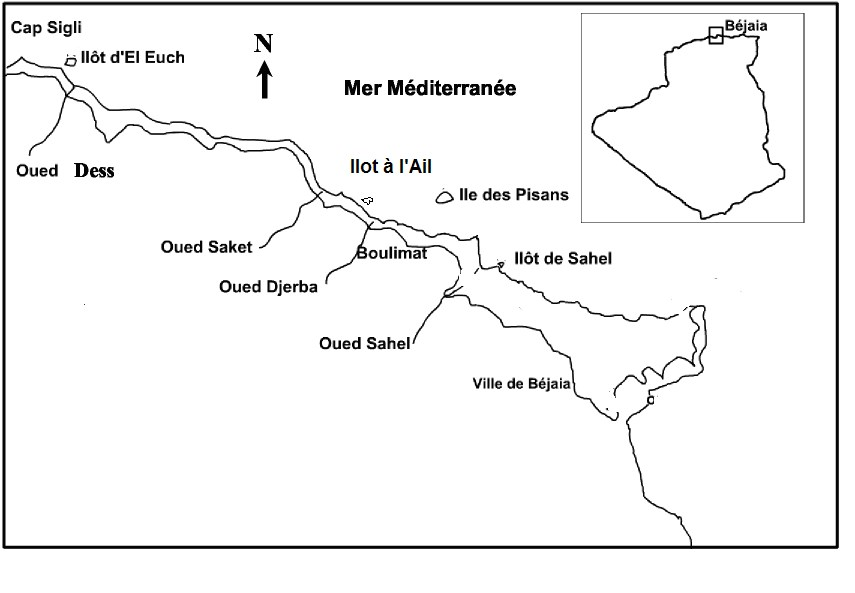 Cap Sigli
Béjaia
N
Ilôt d'El Euch
Mer Méditerranée
Ilot à l'Ail
Oued Dess
Ile des Pisans
Oued Saket
Boulimat
Ilôt de Sahel
Oued Djerba
Oued Sahel
Ville de Béjaia